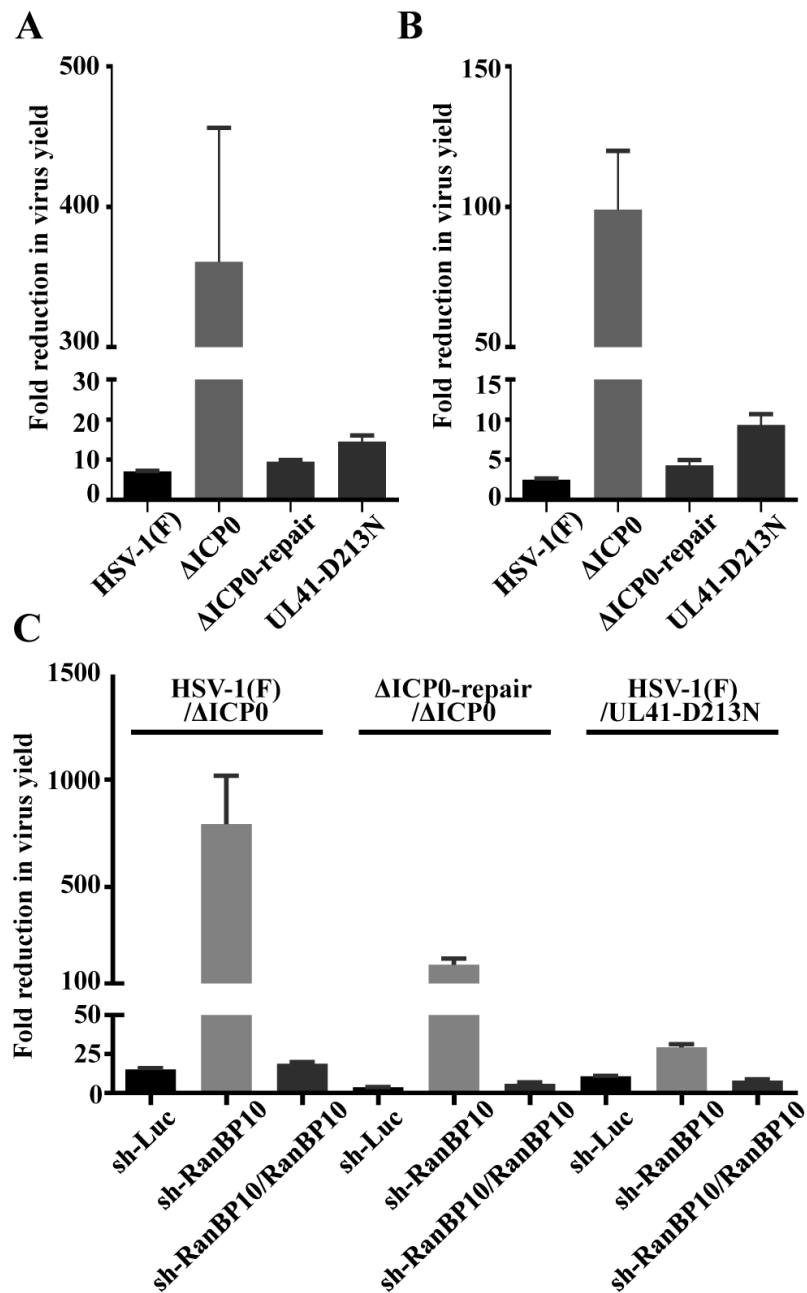 A
Fold reduction in virus yield
500
400
300
30
20
10
0
HSV-1(F)
ΔICP0
ΔICP0-repair
UL41-D213N
B
Fold reduction in virus yield
150
100
50
15
10
5
0
HSV-1(F)
ΔICP0
ΔICP0-repair
UL41-D213N
C
Fold reduction in virus yield
1500
1000
500
100
50
25
0
HSV-1(F)
/ΔICP0
ΔICP0-repair
/ΔICP0
HSV-1(F)
/UL41-D213N
sh-Luc
sh-RanBP10
sh-RanBP10/RanBP10
sh-Luc
sh-RanBP10
sh-RanBP10/RanBP10
sh-Luc
sh-RanBP10
sh-RanBP10/RanBP10